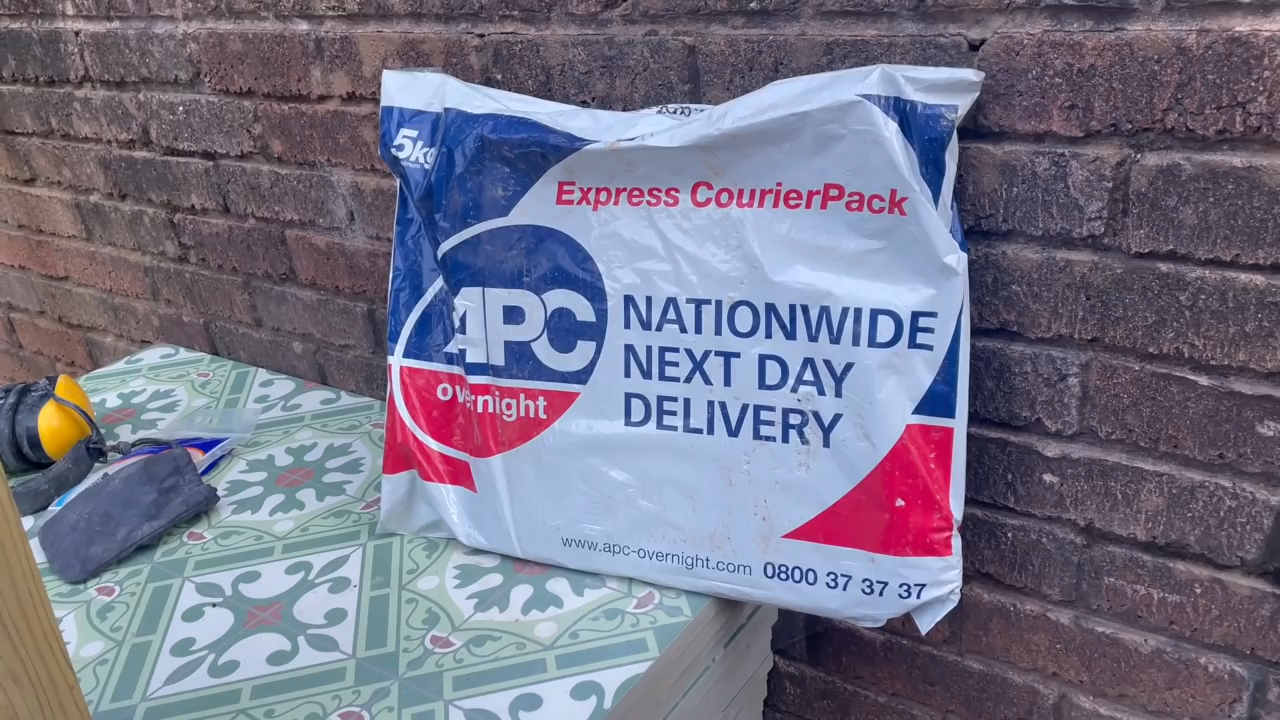 5kg
Express CourierPack
APC
overnight
NATIONWIDE
NEXT DAY
DELIVERY
www.apc-overnight.com 0800 37 37 37